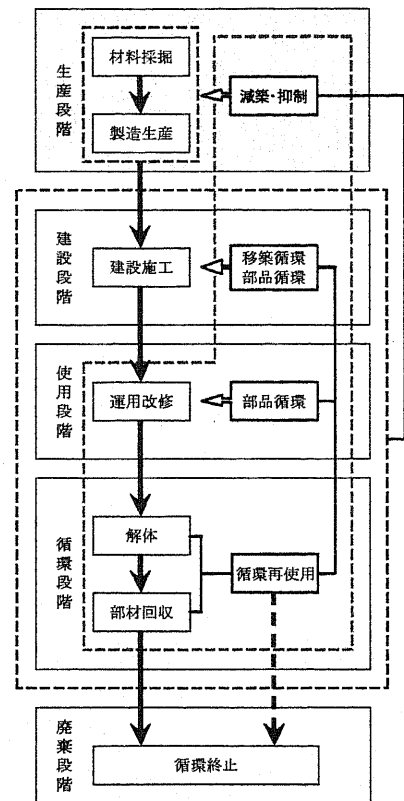 生産段階
材料採掘
製造生産
減築・抑制
建設段階
建設施工
移築循環
部品循環
使用段階
運用改修
部品循環
循環段階
解体
部材回収
循環再使用
廃棄段階
循環終止